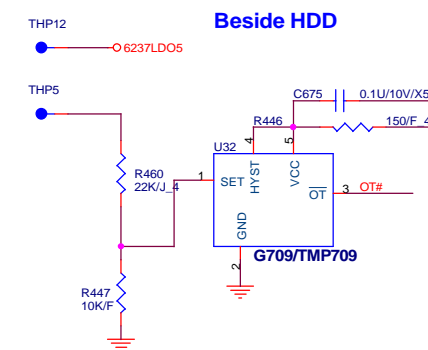 Beside HDD
THP12
6237LDO5
THP5
C675
0.1U/10V/X5
R446
150/F_4
U32
4
5
R460
22K/J_4
1
SET
HYST
VCC
OT
3
OT#
GND
2
G709/TMP709
R447
10K/F